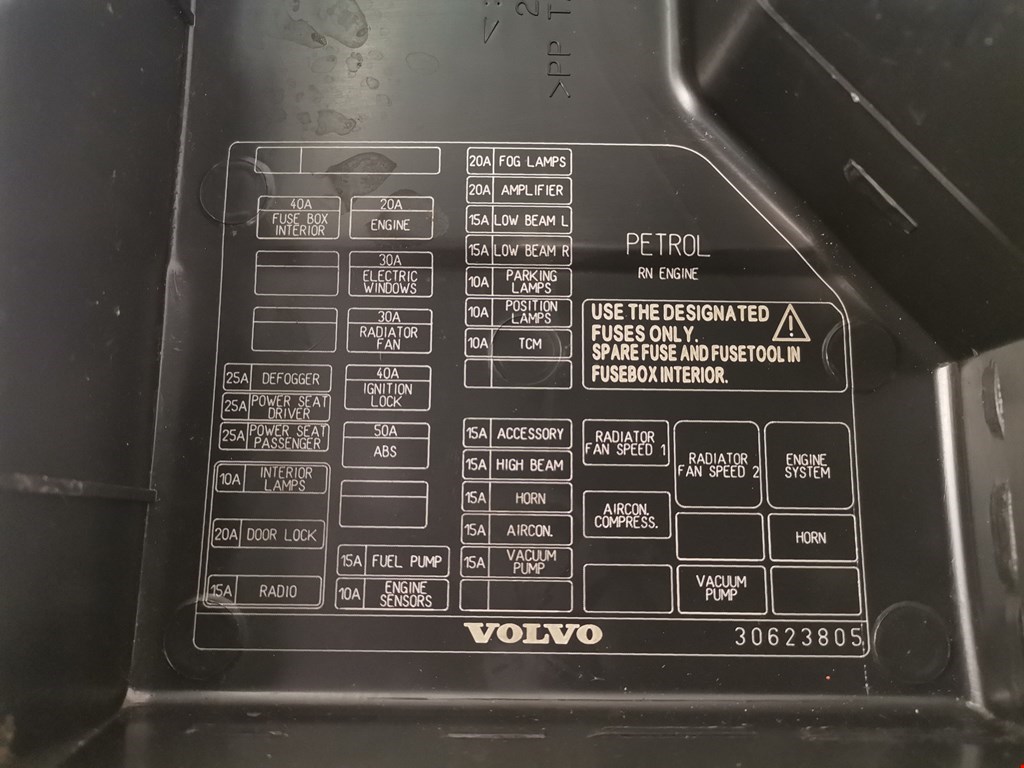 >PP T
40A
FUSE BOX
INTERIOR
20A
ENGINE
30A
ELECTRIC
WINDOWS
30A
RADIATOR
FAN
25A DEFOGGER
25A POWER SEAT
DRIVER
25A POWER SEAT
PASSENGER
10A INTERIOR
LAMPS
20A DOOR LOCK
15A RADIO
40A
IGNITION
LOCK
50A
ABS
15A FUEL PUMP
10A ENGINE
SENSORS
20A FOG LAMPS
20A AMPLIFIER
15A LOW BEAM L
15A LOW BEAM R
10A PARKING
LAMPS
10A POSITION
LAMPS
10A TCM
15A ACCESSORY
15A HIGH BEAM
15A HORN
15A AIRCON.
15A VACUUM
PUMP
PETROL
RN ENGINE
USE THE DESIGNATED
FUSES ONLY.
SPARE FUSE AND FUSETOOL IN
FUSEBOX INTERIOR.
RADIATOR
FAN SPEED 1
RADIATOR
FAN SPEED 2
ENGINE
SYSTEM
AIRCON.
COMPRESS.
HORN
VACUUM
PUMP
VOLVO
30623805